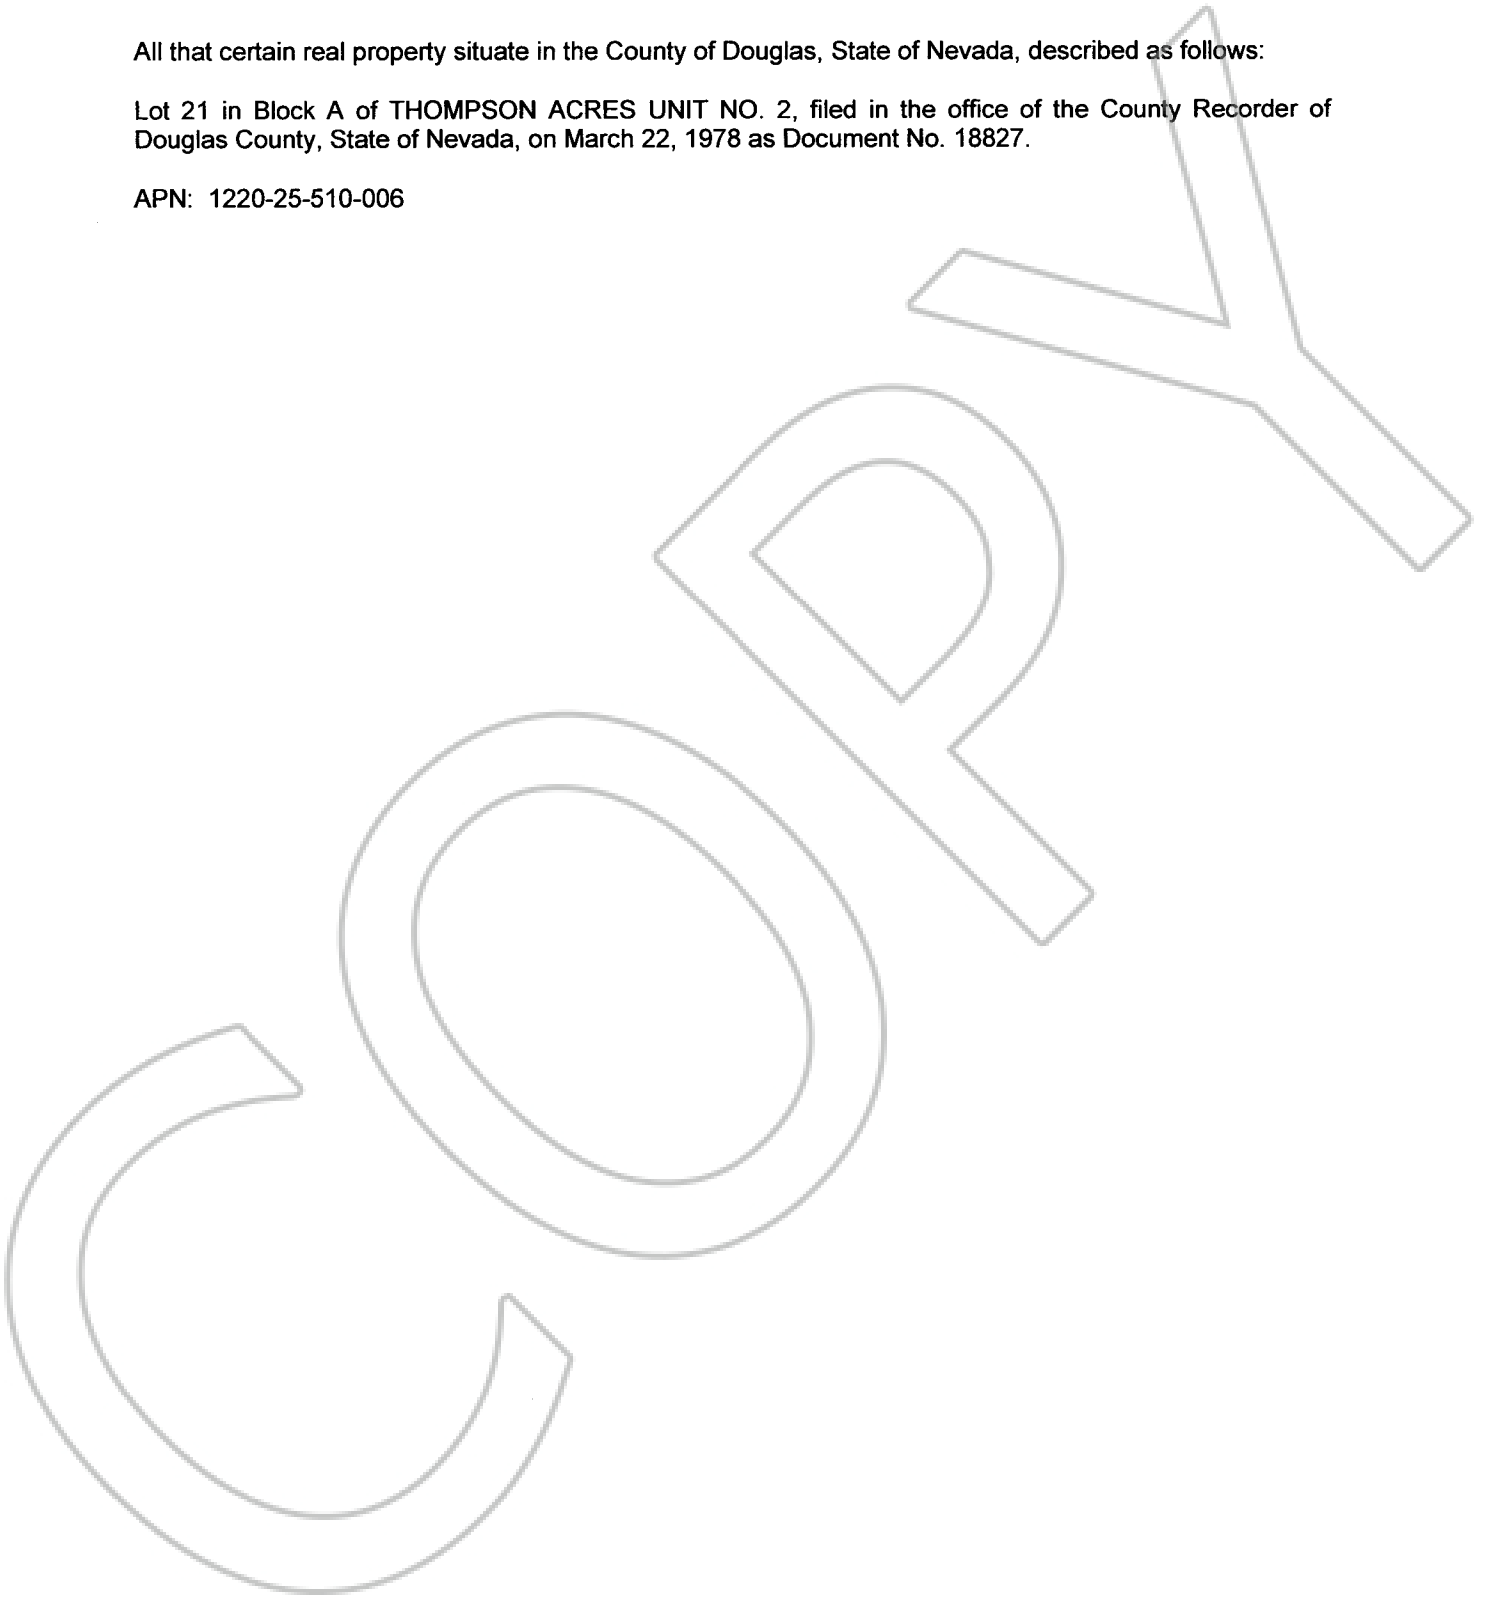 All that certain real property situate in the County of Douglas, State of Nevada, described as follows:
Lot 21 in Block A of THOMPSON ACRES UNIT NO. 2, filed in the office of the County Recorder of
Douglas County, State of Nevada, on March 22, 1978 as Document No. 18827.
APN: 1220-25-510-006
COPY